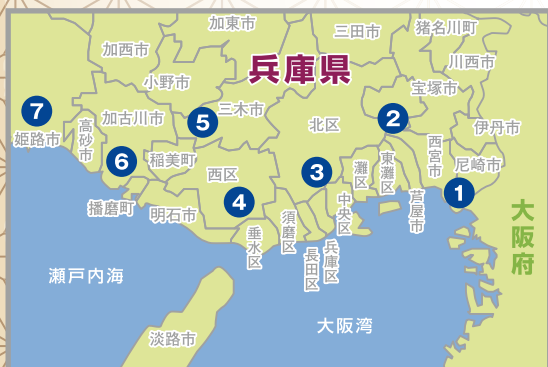 加東市
三田市
猪名川町
加西市
兵庫県
川西市
小野市
宝塚市
7
加古川市
5
三木市
北区
2
伊丹市
姫路市
高砂市
6
稲美町
西区
3
灘区
東灘区
西宮市
尼崎市
1
播磨町
明石市
4
垂水区
須磨区
長田区
兵庫区
中央区
芦屋市
大阪府
瀬戸内海
大阪湾
淡路市